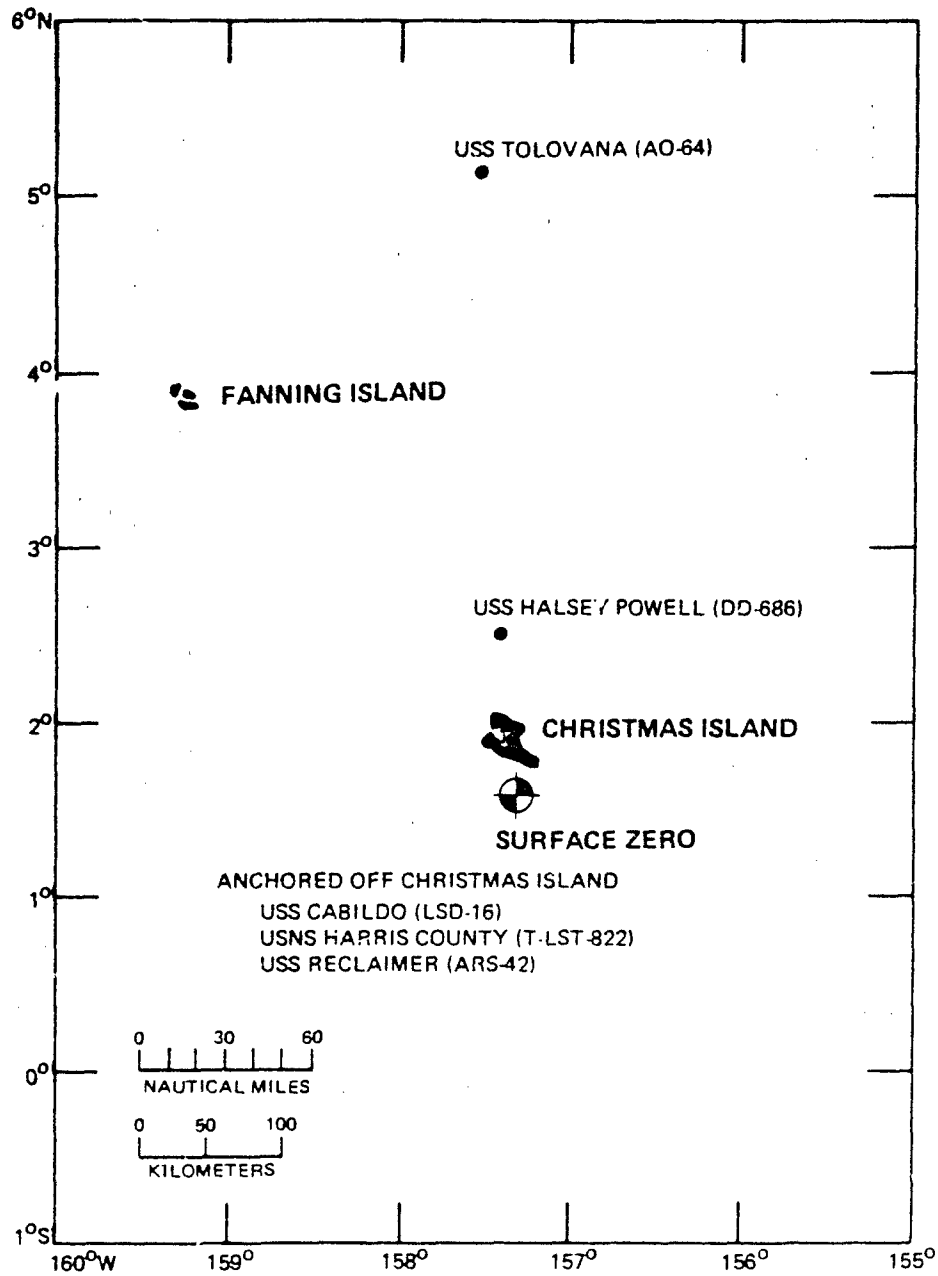 6°N
USS TOLOVANA (AO-64)
5°
4°
FANNING ISLAND
3°
USS HALSEY POWELL (DD-686)
2°
CHRISTMAS ISLAND
SURFACE ZERO
ANCHORED OFF CHRISTMAS ISLAND
1°
USS CABILDO (LSD-16)
USNS HARRIS COUNTY (T-LST-822)
USS RECLAIMER (ARS-42)
0 30 60
0°
NAUTICAL MILES
0 50 100
KILOMETERS
1°S
160°W 159° 158° 157° 156° 155°